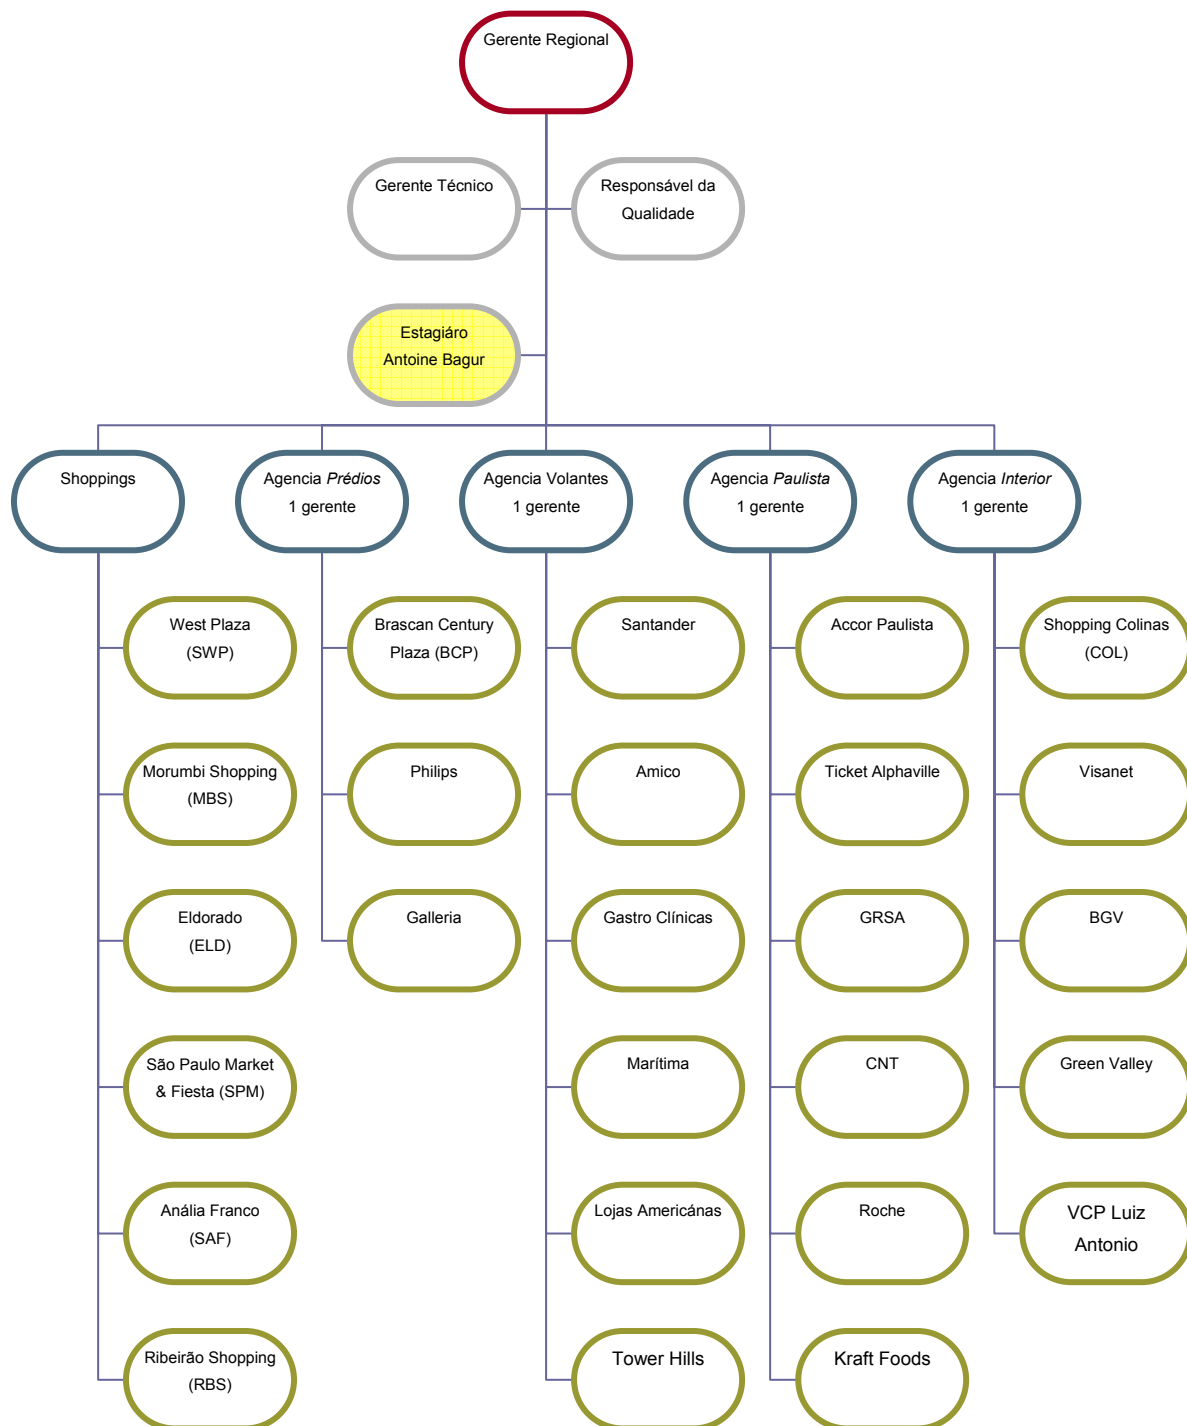 Gerente Regional
Gerente Técnico
Responsável da
Qualidade
Estagiáro
Antoine Bagur
Shoppings
Agencia Prédios
1 gerente
Agencia Volantes
1 gerente
Agencia Paulista
1 gerente
Agencia Interior
1 gerente
West Plaza
(SWP)
Brascan Century
Plaza (BCP)
Santander
Accor Paulista
Shopping Colinas
(COL)
Morumbi Shopping
(MBS)
Philips
Amico
Ticket Alphaville
Visanet
Eldorado
(ELD)
Galleria
Gastro Clínicas
GRSA
BGV
São Paulo Market
& Fiesta (SPM)
Marítima
CNT
Green Valley
Anália Franco
(SAF)
Lojas Americánas
Roche
VCP Luiz
Antonio
Ribeirão Shopping
(RBS)
Tower Hills
Kraft Foods